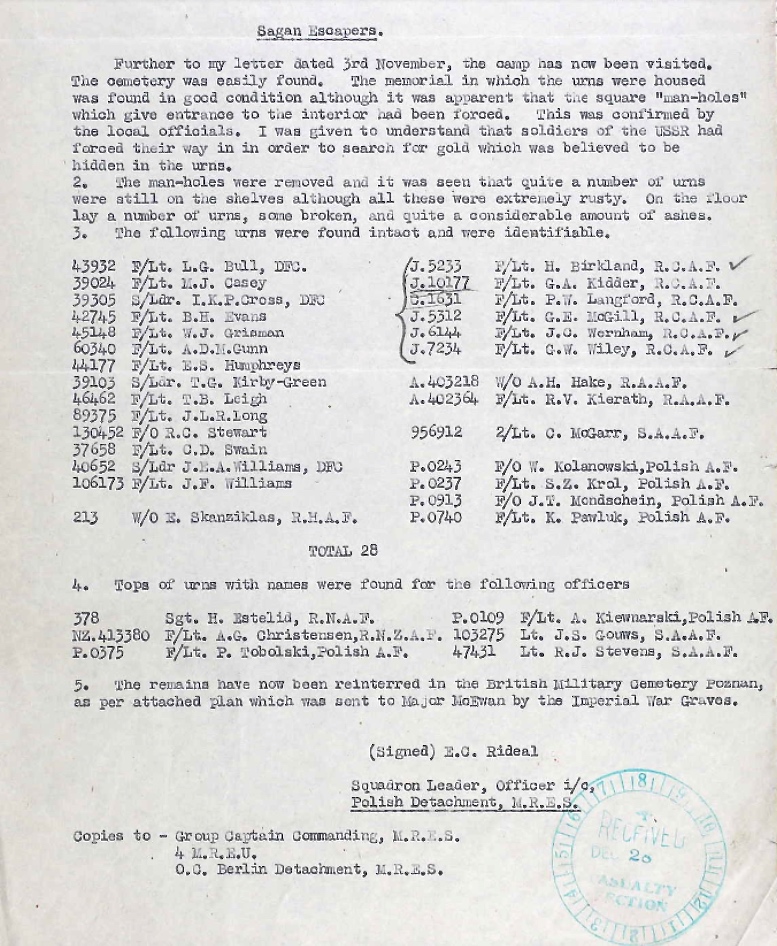 Sagan Escapers.
Further to my letter dated 3rd November, the camp has now been visited.
The cemetery was easily found. The memorial in which the urns were housed
was found in good condition although it was apparent that the square "man-holes"
which give entrance to the interior had been forced. This was confirmed by
the local officials. I was given to understand that soldiers of the USSR had
forced their way in in order to search for gold which was believed to be
hidden in the urns.
2. The man-holes were removed and it was seen that quite a number of urns
were still on the shelves although all these were extremely rusty. On the floor
lay a number of urns, some broken, and quite a considerable amount of ashes.
3. The following urns were found intact and were identifiable.
43932 F/Lt. L.G. Bull, DFC. J.5233 F/Lt. H. Birkland, R.C.A.F.
39024 F/Lt. M.J. Casey J.10177 F/Lt. G.A. Kidder, R.C.A.F.
39305 S/Ldr. I.K.P.Cross, DFC J.1631 F/Lt. P.W. Langford, R.C.A.F.
42745 F/Lt. B.H. Evans J.5312 F/Lt. G.E. McGill, R.C.A.F.
45148 F/Lt. W.J. Grisman J.6144 F/Lt. J.C. Wernham, R.C.A.F.
60340 F/Lt. A.D.M.Gunn J.7234 F/Lt. G.W. Wiley, R.C.A.F.
44177 F/Lt. E.S. Humphreys
39103 S/Ldr. T.G. Kirby-Green A.403218 W/O A.H. Hake, R.A.A.F.
46462 F/Lt. T.B. Leigh A.402364 F/Lt. R.V. Kierath, R.A.A.F.
89375 F/Lt. J.L.R.long
130452 F/O R.C. Stewart 956912 2/Lt. C. McGarr, S.A.A.F.
37658 F/Lt. C.D. Swain
40652 S/Ldr J.E.A.Williams, DFC P.0243 F/O W. Kolanowski,Polish A.F.
106173 F/Lt. J.F. Williams P.0237 F/Lt. S.Z. Krol, Polish A.F.
P.0913 F/O J.T. Mondschein, Polish A.F.
213 W/O E. Skanziklas, R.H.A.F. P.0740 F/Lt. K. Pawluk, Polish A.F.
TOTAL 28
4. Tops of urns with names were found for the following officers
378 Sgt. H. Estelid, R.N.A.F. P.0109 F/Lt. A. Kiewnarski,Polish A.F.
NZ.413380 F/Lt. A.G. Christensen,R.N.Z.A.F. 103275 Lt. J.S. Gouws, S.A.A.F.
P.0375 F/Lt. P. Tobolski,Polish A.F. 47431 Lt. R.J. Stevens, S.A.A.F.
5. The remains have now been reinterred in the British Military Cemetery Poznan,
as per attached plan which was sent to Major McEwan by the Imperial War Graves.
(Signed) E.C. Rideal
Squadron Leader, Officer i/c,
Polish Detachment, M.R.E.S.
Copies to - Group Captain Commanding, M.R.E.S.
4 M.R.E.U.
O.C. Berlin Detachment, M.R.E.S.
RECEIVED
DEC 20
CASUALTY
SECTION